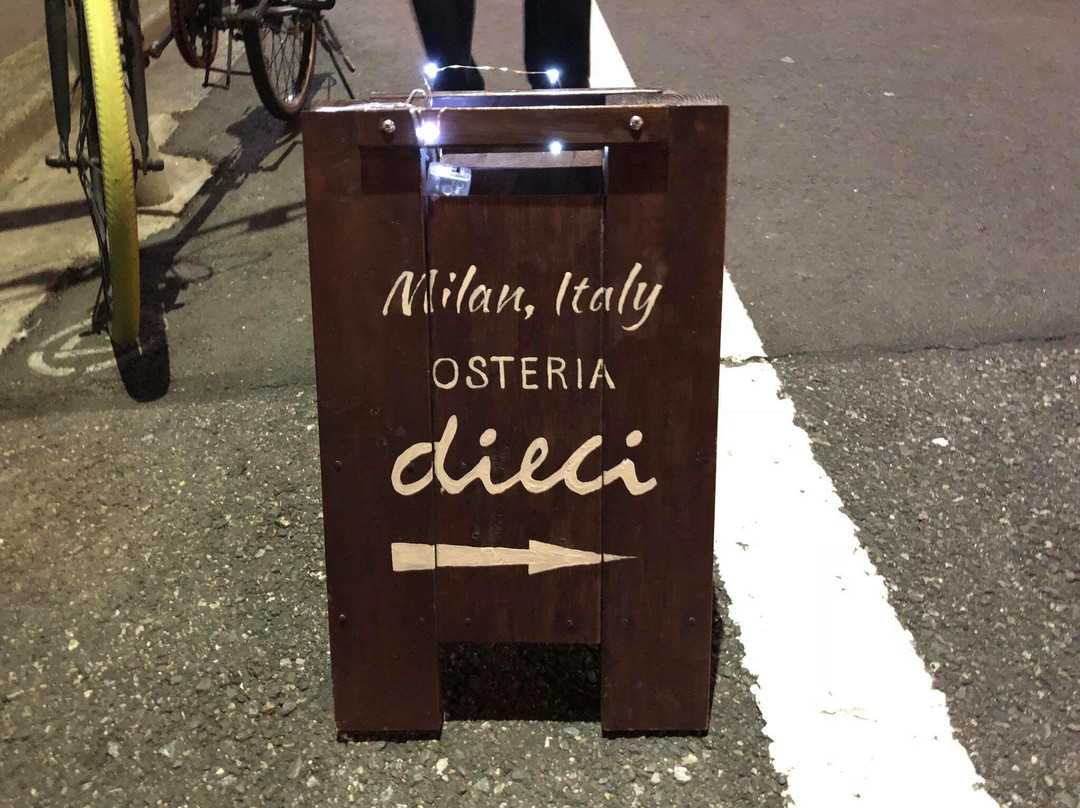 Milan, Italy
OSTERIA
dieci